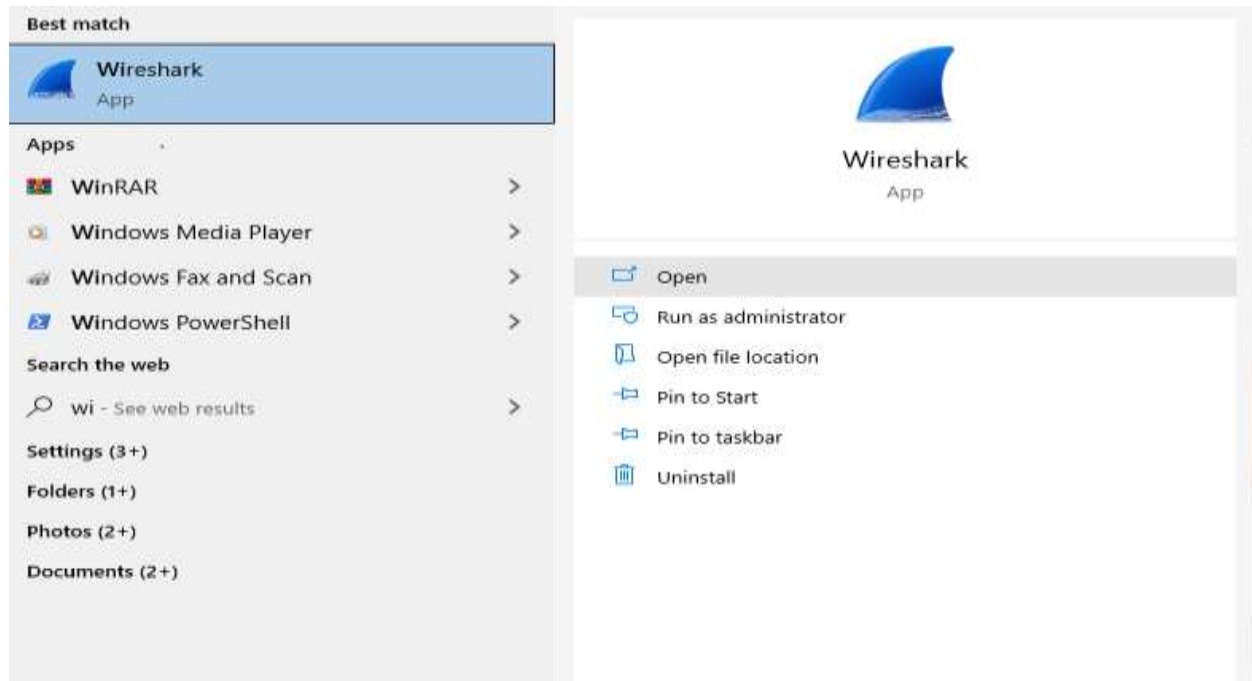 Best match
Wireshark
App
Apps
WinRAR
Windows Media Player
Windows Fax and Scan
Windows PowerShell
Search the web
wi - See web results
Settings (3+)
Folders (1+)
Photos (2+)
Documents (2+)
Wireshark
App
Open
Run as administrator
Open file location
Pin to Start
Pin to taskbar
Uninstall